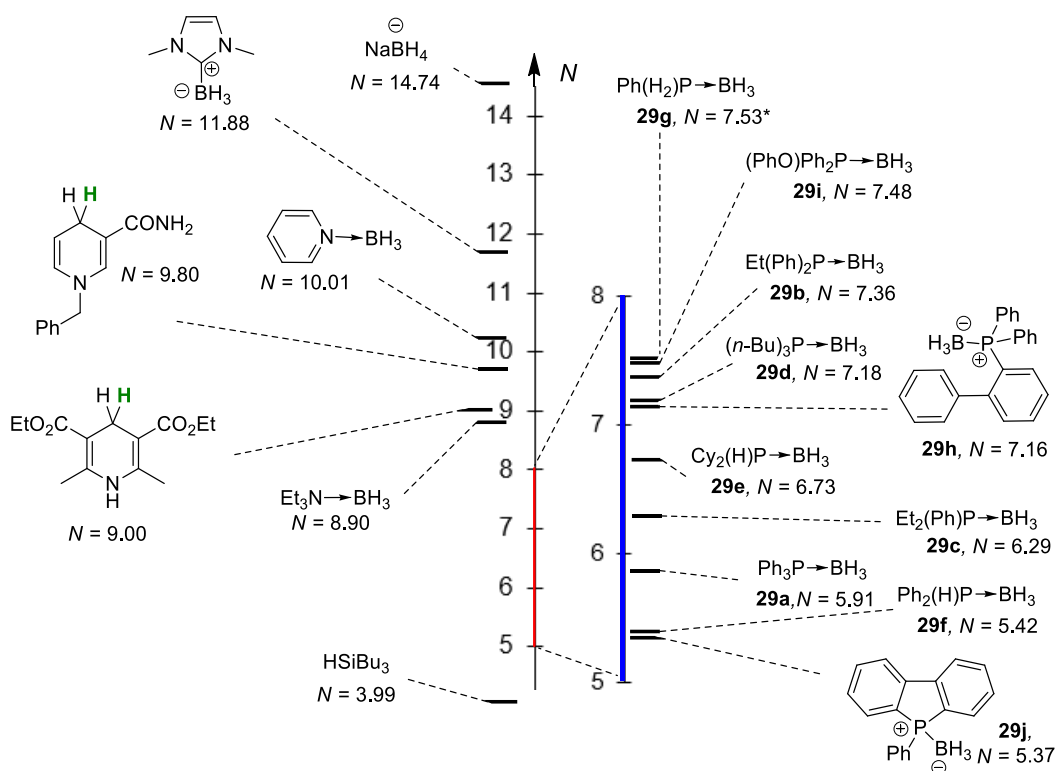 N
14
13
12
11
10
9
8
7
6
5
8
7
6
5
⊖
NaBH4
N = 14.74
N
N
⊕
⊖
BH3
N = 11.88
H H
CONH2
N
Ph
N = 9.80
N
BH3
N = 10.01
H H
EtO2C
CO2Et
N
H
N = 9.00
Et3N→BH3
N = 8.90
HSiBu3
N = 3.99
Ph(H2)P→BH3
29g, N = 7.53*
(PhO)Ph2P→BH3
29i, N = 7.48
Et(Ph)2P→BH3
29b, N = 7.36
(n-Bu)3P→BH3
29d, N = 7.18
⊖
Ph
H3B
P
Ph
⊕
29h, N = 7.16
Cy2(H)P→BH3
29e, N = 6.73
Et2(Ph)P→BH3
29c, N = 6.29
Ph3P→BH3
29a,N = 5.91
Ph2(H)P→BH3
29f, N = 5.42
⊕
P
Ph
BH3
⊖
29j,
N = 5.37